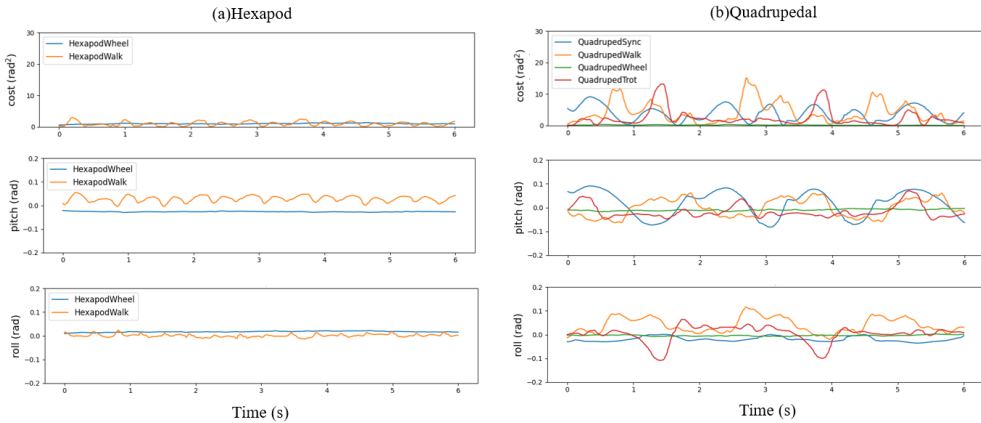 (a)Hexapod
30
20
10
0
cost (rad²)
HexapodWheel
HexapodWalk
0 1 2 3 4 5 6
0.2
0.1
0.0
−0.1
−0.2
pitch (rad)
HexapodWheel
HexapodWalk
0 1 2 3 4 5 6
0.2
0.1
0.0
−0.1
−0.2
roll (rad)
HexapodWheel
HexapodWalk
0 1 2 3 4 5 6
Time (s)
(b)Quadrupedal
30
20
10
0
cost (rad²)
QuadrupedSync
QuadrupedWalk
QuadrupedWheel
QuadrupedTrot
0 1 2 3 4 5 6
0.2
0.1
0.0
−0.1
−0.2
pitch (rad)
0 1 2 3 4 5 6
0.2
0.1
0.0
−0.1
−0.2
roll (rad)
0 1 2 3 4 5 6
Time (s)